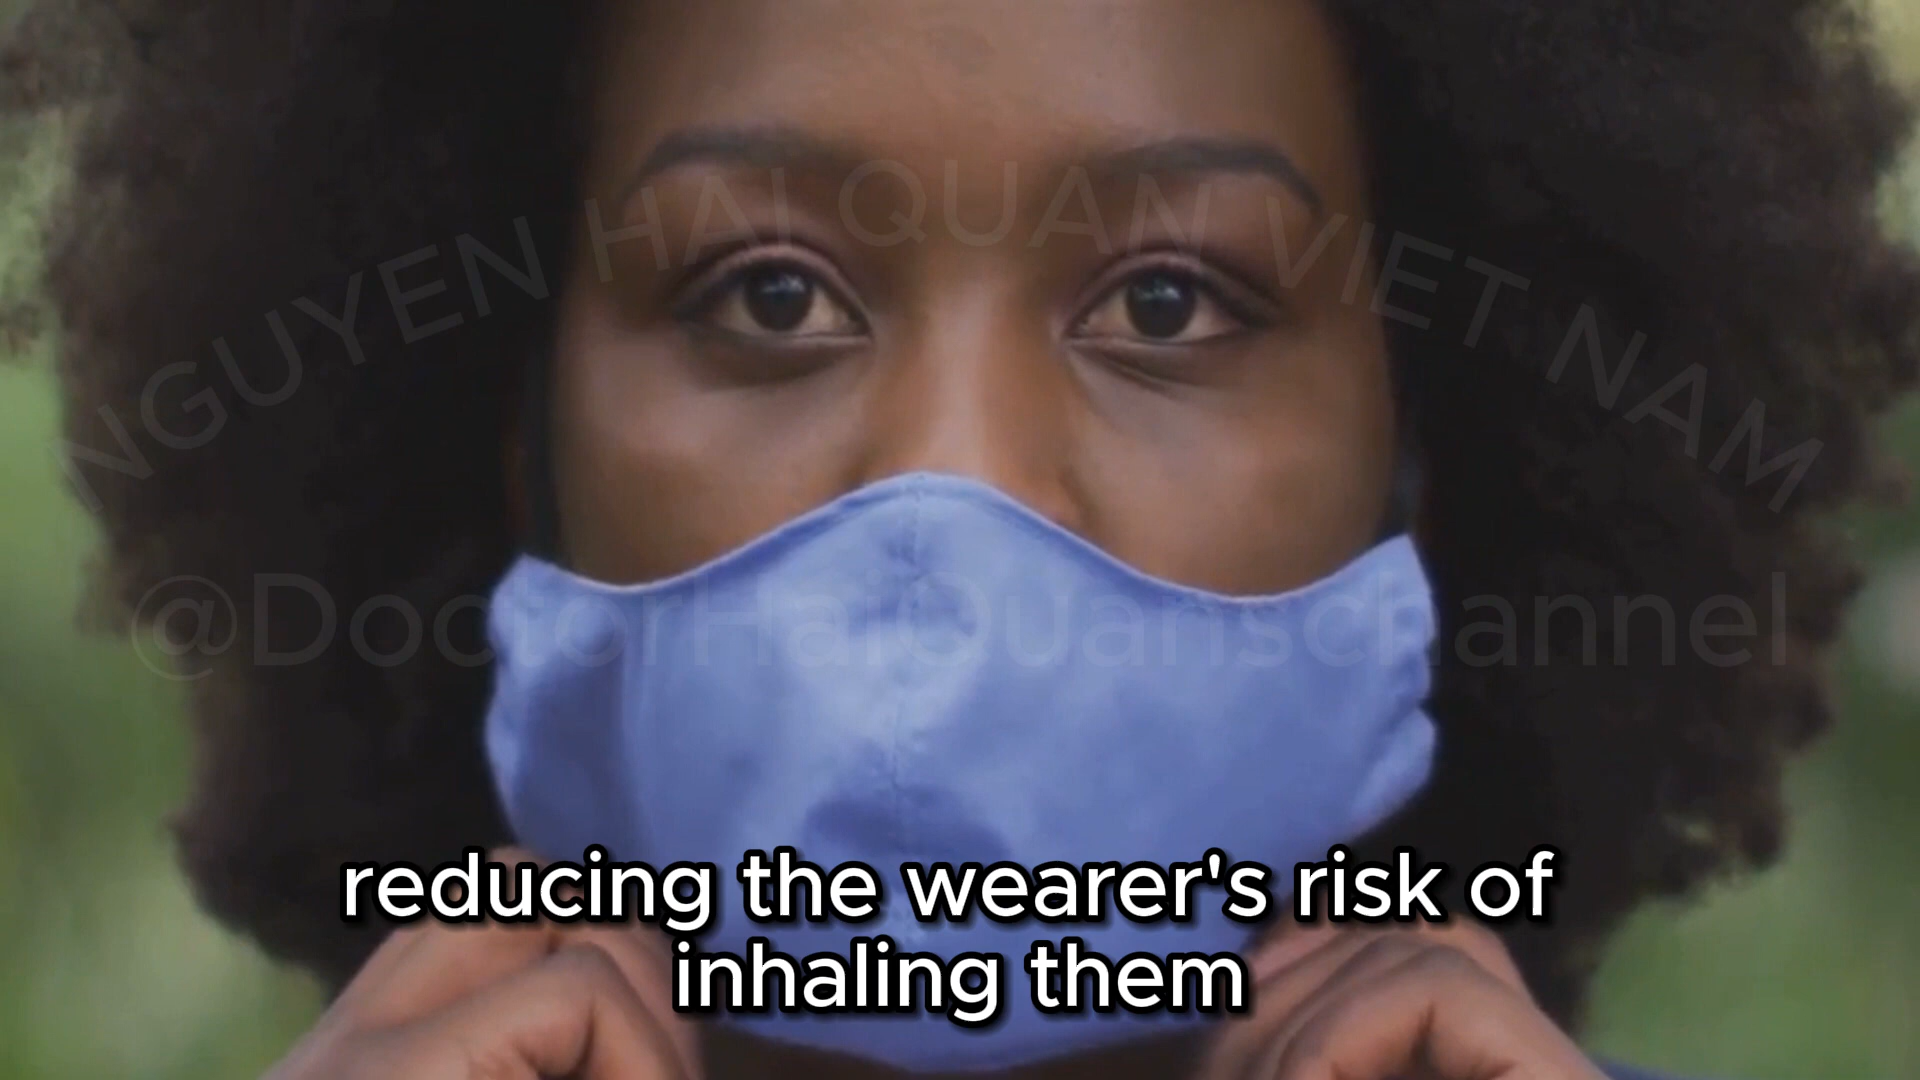 NGUYEN HAI QUAN VIET NAM
@DoctorHaiQuanschannel
reducing the wearer's risk of
inhaling them